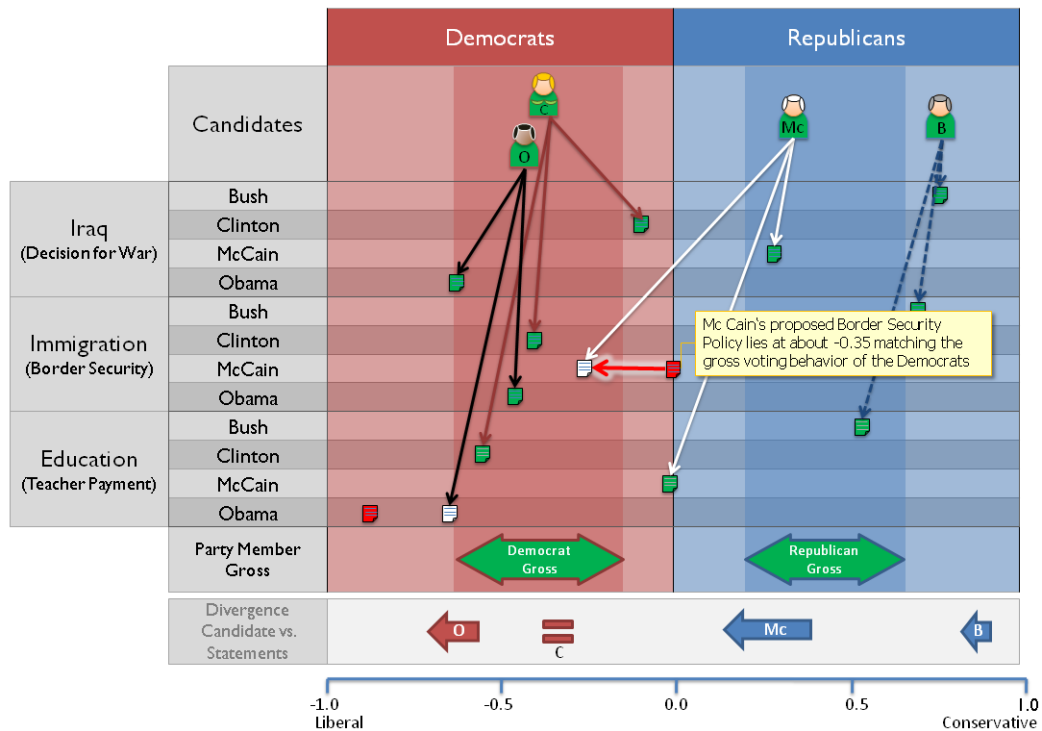 Democrats
Republicans
Candidates
C
O
Mc
B
Iraq
(Decision for War)
Bush
Clinton
McCain
Obama
Immigration
(Border Security)
Bush
Clinton
McCain
Obama
Mc Cain's proposed Border Security
Policy lies at about -0.35 matching the
gross voting behavior of the Democrats
Education
(Teacher Payment)
Bush
Clinton
McCain
Obama
Party Member
Gross
Democrat
Gross
Republican
Gross
Divergence
Candidate vs.
Statements
O
C
Mc
B
-1.0
-0.5
0.0
0.5
1.0
Liberal
Conservative